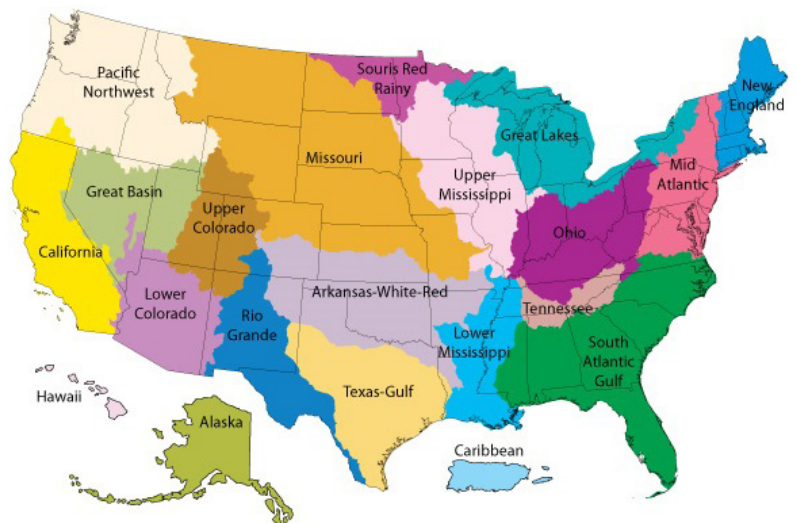 Pacific
Northwest
Souris Red
Rainy
New
England
Great Lakes
Missouri
Upper
Mississippi
Mid
Atlantic
Great Basin
Upper
Colorado
Ohio
California
Lower
Colorado
Rio
Grande
Arkansas-White-Red
Tennessee
Lower
Mississippi
South
Atlantic
Gulf
Texas-Gulf
Hawaii
Alaska
Caribbean